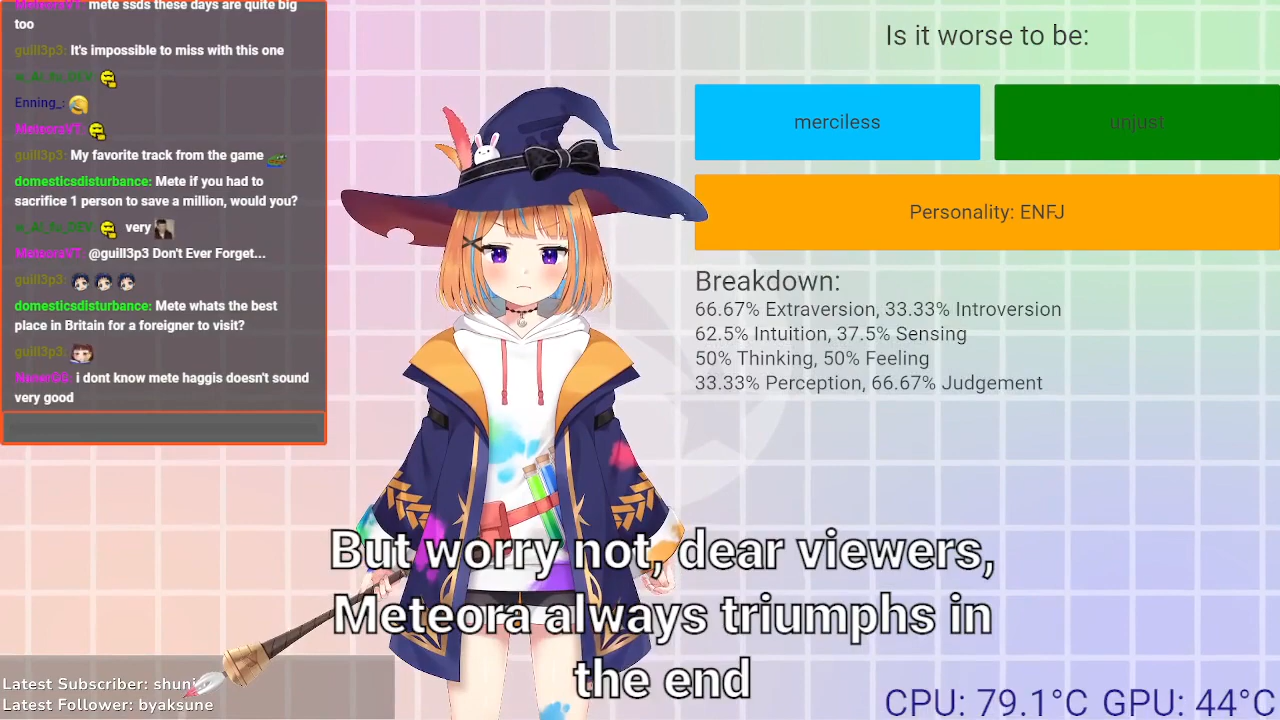 MeteoraVT: mete ssds these days are quite big
too
guill3p3: It's impossible to miss with this one
w_AI_fu_DEV:
Enning_:
MeteoraVT:
guill3p3: My favorite track from the game
domesticsdisturbance: Mete if you had to
sacrifice 1 person to save a million, would you?
w_AI_fu_DEV: very
MeteoraVT: @guill3p3 Don't Ever Forget...
guill3p3:
domesticsdisturbance: Mete whats the best
place in Britain for a foreigner to visit?
guill3p3:
i dont know mete haggis doesn't sound
very good
Is it worse to be:
merciless
unjust
Personality: ENFJ
Breakdown:
66.67% Extraversion, 33.33% Introversion
62.5% Intuition, 37.5% Sensing
50% Thinking, 50% Feeling
33.33% Perception, 66.67% Judgement
But worry not, dear viewers,
Meteora always triumphs in
the end
Latest Subscriber: shuni
Latest Follower: byaksune
CPU: 79.1°C GPU: 44°C